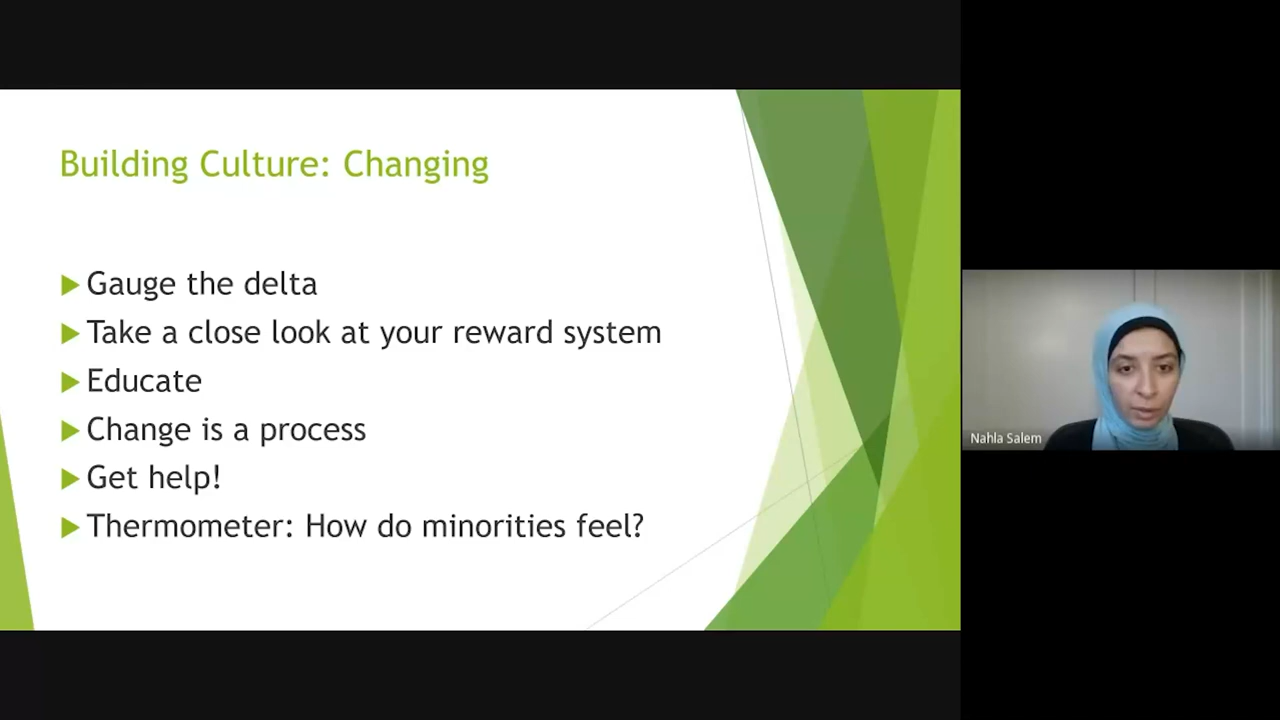 Building Culture: Changing
Gauge the delta
Take a close look at your reward system
Educate
Change is a process
Get help!
Thermometer: How do minorities feel?
Nahla Salem